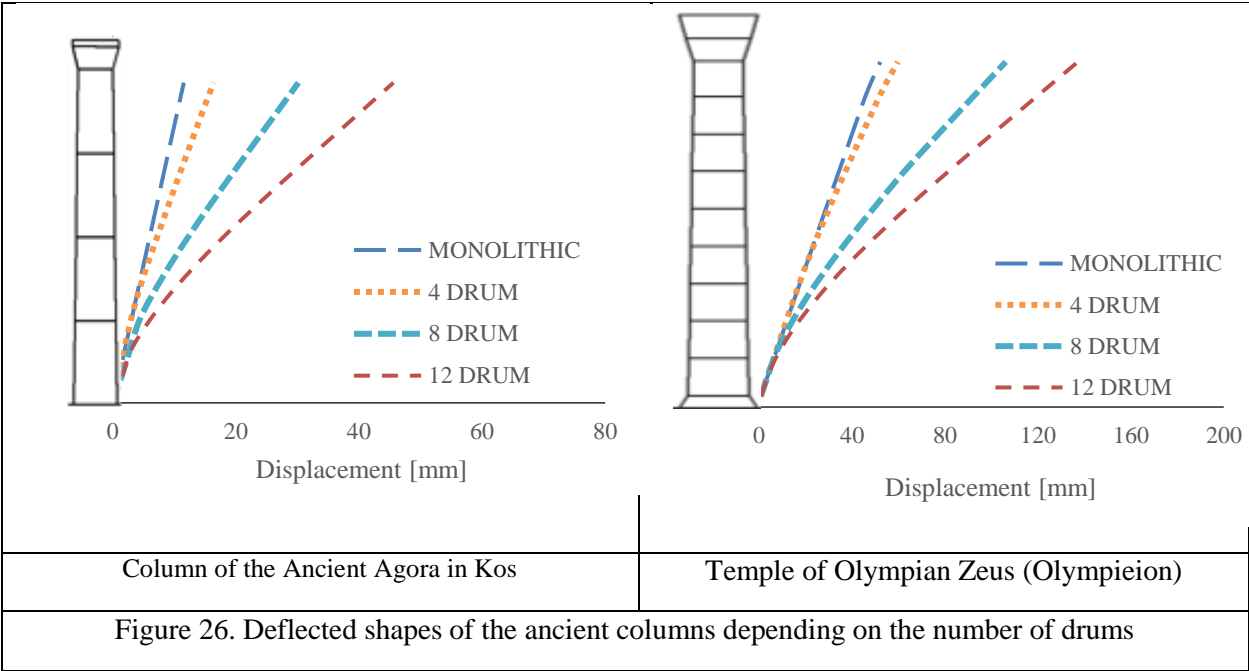 MONOLITHIC
4 DRUM
8 DRUM
12 DRUM
0 20 40 60 80
Displacement [mm]
MONOLITHIC
4 DRUM
8 DRUM
12 DRUM
0 40 80 120 160 200
Displacement [mm]
Column of the Ancient Agora in Kos
Temple of Olympian Zeus (Olympieion)
Figure 26. Deflected shapes of the ancient columns depending on the number of drums